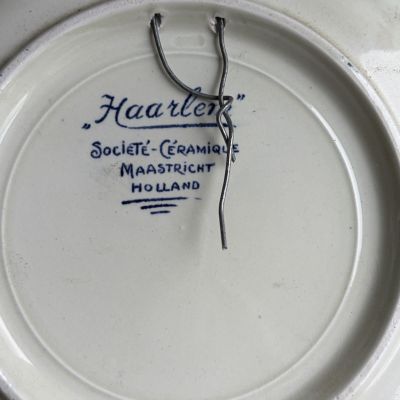 „Haarlem”
SOCIETÉ-CÉRAMIQUE
MAASTRICHT
HOLLAND